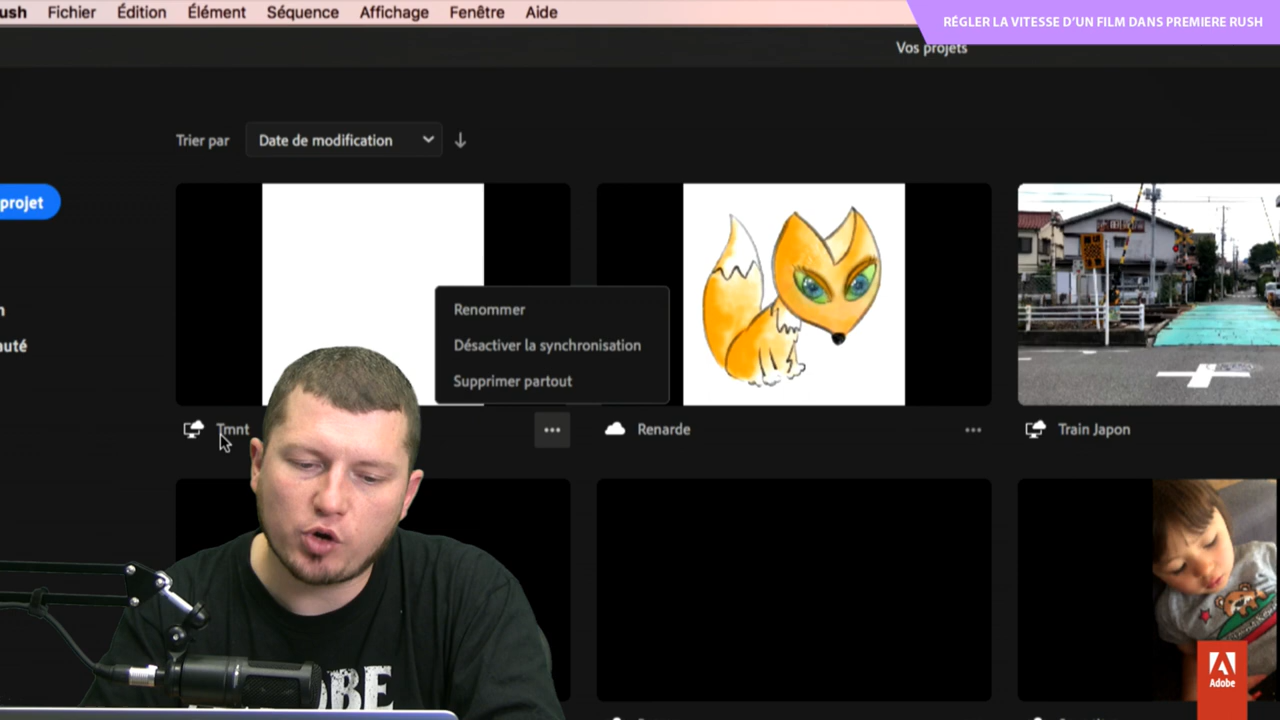 ush Fichier Édition Élément Séquence Affichage Fenêtre Aide
RÉGLER LA VITESSE D'UN FILM DANS PREMIERE RUSH
Vos projets
Trier par Date de modification
projet
n
auté
Renommer
Désactiver la synchronisation
Supprimer partout
Tmnt ••• Renarde ••• Train Japon
OBE
Adobe